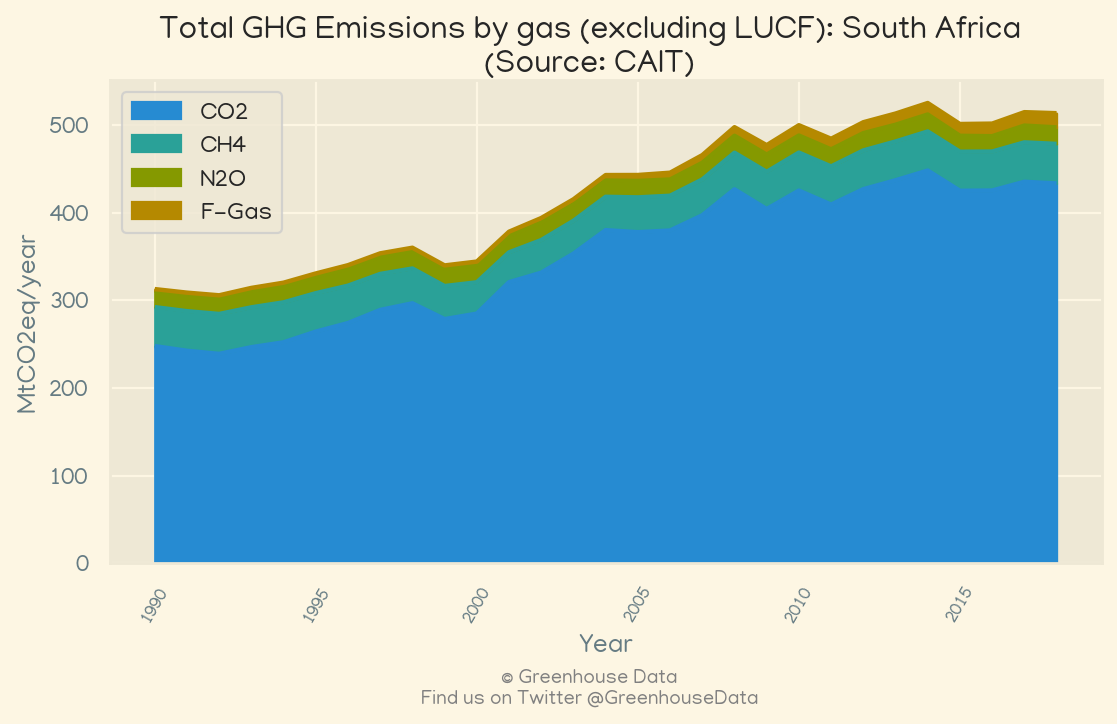 Total GHG Emissions by gas (excluding LUCF): South Africa
(Source: CAIT)
CO2
CH4
N2O
F-Gas
MtCO2eq/year
500
400
300
200
100
0
1990
1995
2000
2005
2010
2015
Year
© Greenhouse Data
Find us on Twitter @GreenhouseData